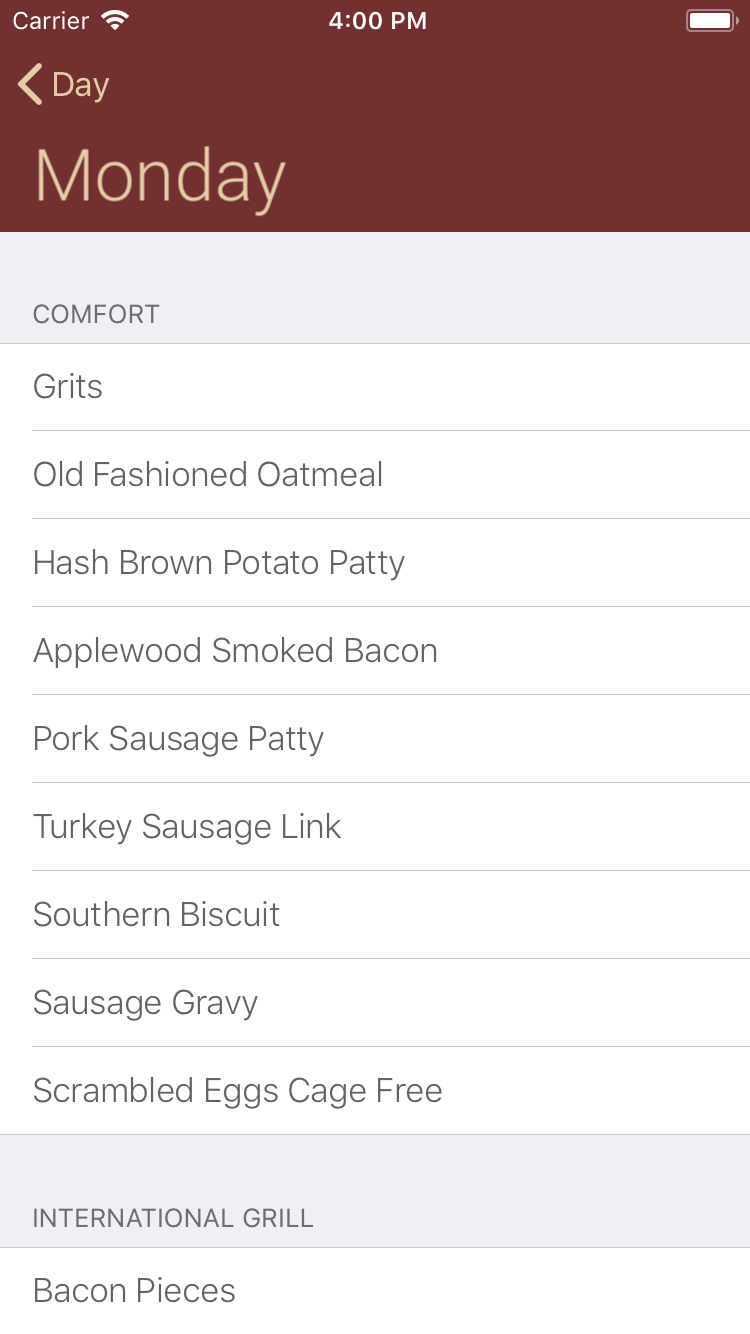 Carrier 4:00 PM
Day
Monday
COMFORT
Grits
Old Fashioned Oatmeal
Hash Brown Potato Patty
Applewood Smoked Bacon
Pork Sausage Patty
Turkey Sausage Link
Southern Biscuit
Sausage Gravy
Scrambled Eggs Cage Free
INTERNATIONAL GRILL
Bacon Pieces